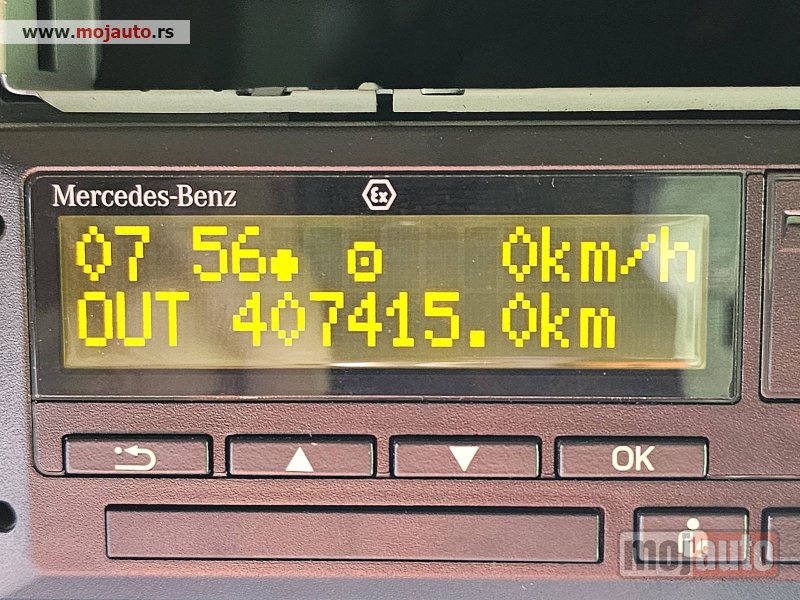 www.mojauto.rs
Mercedes-Benz Ex
07 56 0km/h
OUT 407415.0km
OK
mojauto